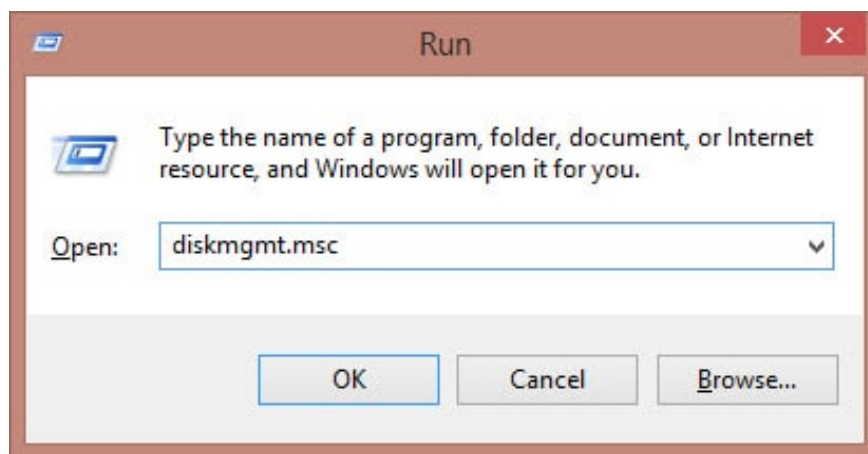 Run
Type the name of a program, folder, document, or Internet
resource, and Windows will open it for you.
Open: diskmgmt.msc
OK Cancel Browse...